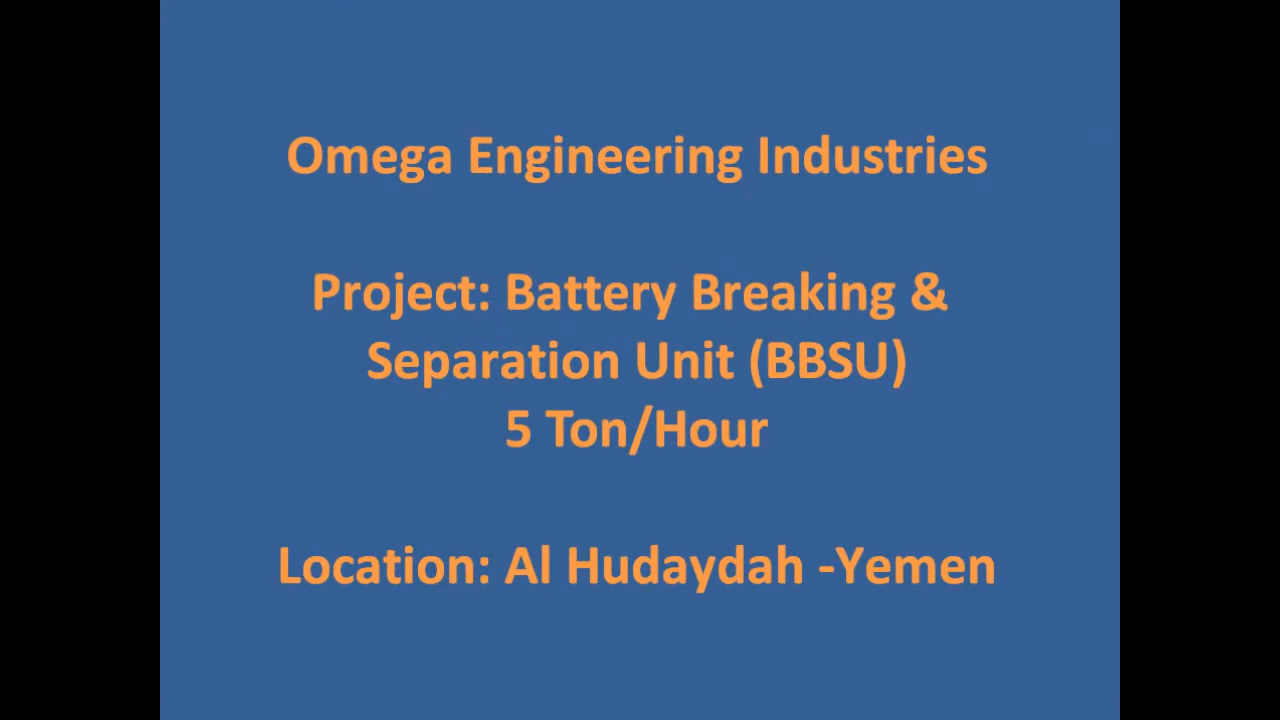 Omega Engineering Industries
Project: Battery Breaking &
Separation Unit (BBSU)
5 Ton/Hour
Location: Al Hudaydah -Yemen